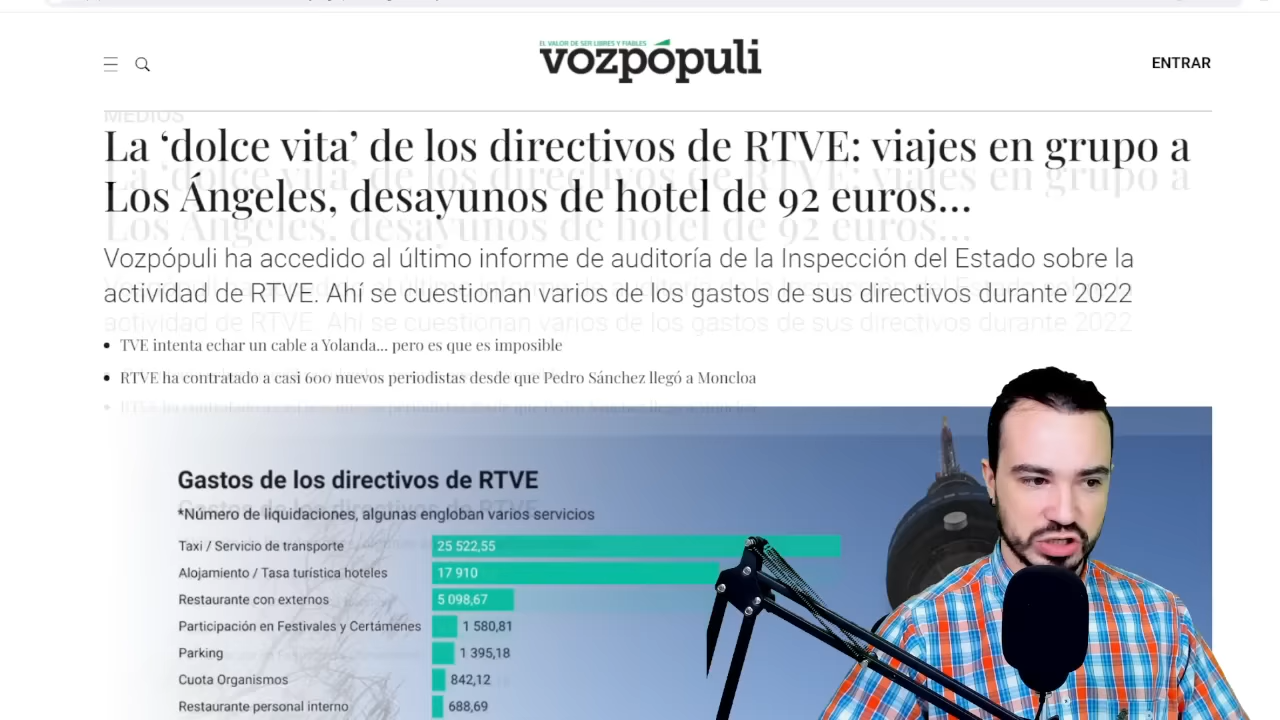 EL VALOR DE SER LIBRES Y FIABLES
vozpópuli
ENTRAR
MEDIOS
La ‘dolce vita’ de los directivos de RTVE: viajes en grupo a
Los Ángeles, desayunos de hotel de 92 euros...
Vozpópuli ha accedido al último informe de auditoría de la Inspección del Estado sobre la
actividad de RTVE. Ahí se cuestionan varios de los gastos de sus directivos durante 2022
• TVE intenta echar un cable a Yolanda... pero es que es imposible
• RTVE ha contratado a casi 600 nuevos periodistas desde que Pedro Sánchez llegó a Moncloa
Gastos de los directivos de RTVE
*Número de liquidaciones, algunas engloban varios servicios
Taxi / Servicio de transporte 25 522,55
Alojamiento / Tasa turística hoteles 17 910
Restaurante con externos 5 098,67
Participación en Festivales y Certámenes 1 580,81
Parking 1 395,18
Cuota Organismos 842,12
Restaurante personal interno 688,69